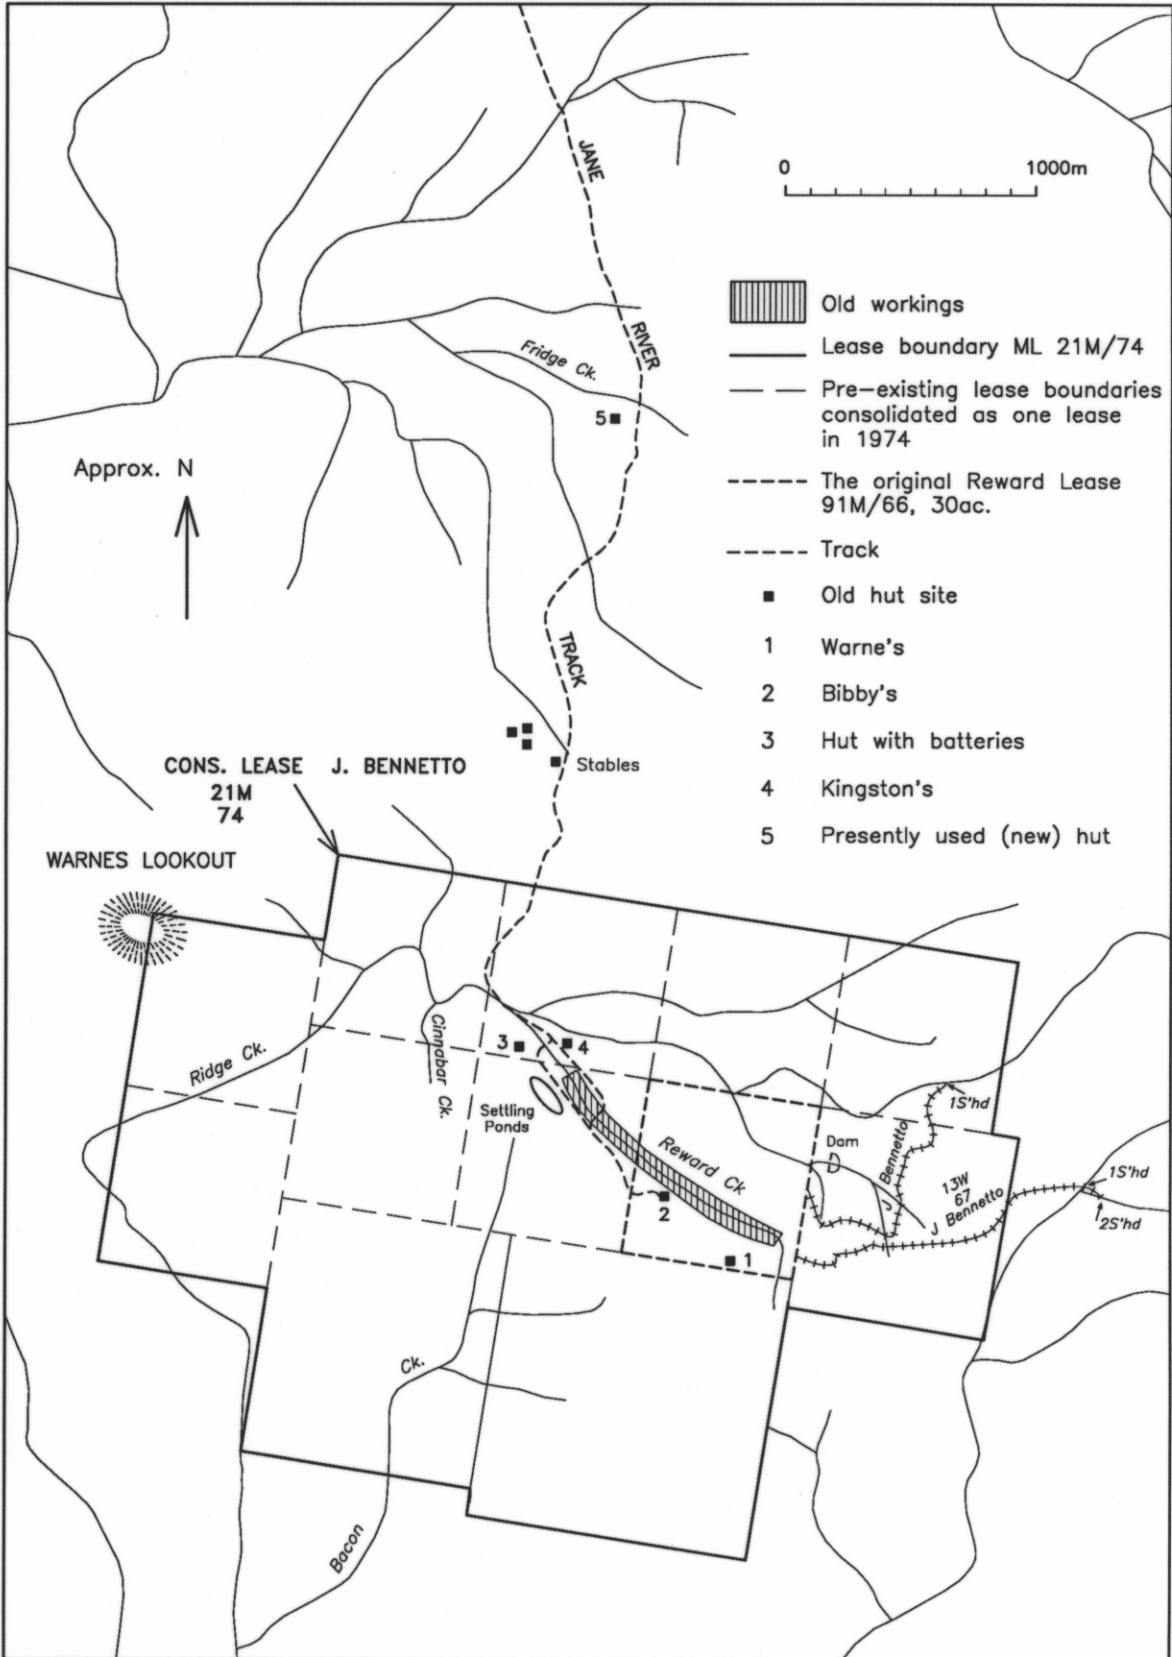 JANE
RIVER
TRACK
0 1000m
Old workings
Lease boundary ML 21M/74
Pre-existing lease boundaries
consolidated as one lease
in 1974
The original Reward Lease
91M/66, 30ac.
Track
Old hut site
1 Warne's
2 Bibby's
3 Hut with batteries
4 Kingston's
5 Presently used (new) hut
Fridge Ck.
5
Approx. N
Stables
CONS. LEASE J. BENNETTO
21M
74
WARNES LOOKOUT
Ridge Ck.
Cinnabar Ck.
3
4
Settling
Ponds
Reward Ck
2
1
Dam
J Bennetto
1S'hd
13W
67
J Bennetto
1S'hd
2S'hd
Bacon Ck.